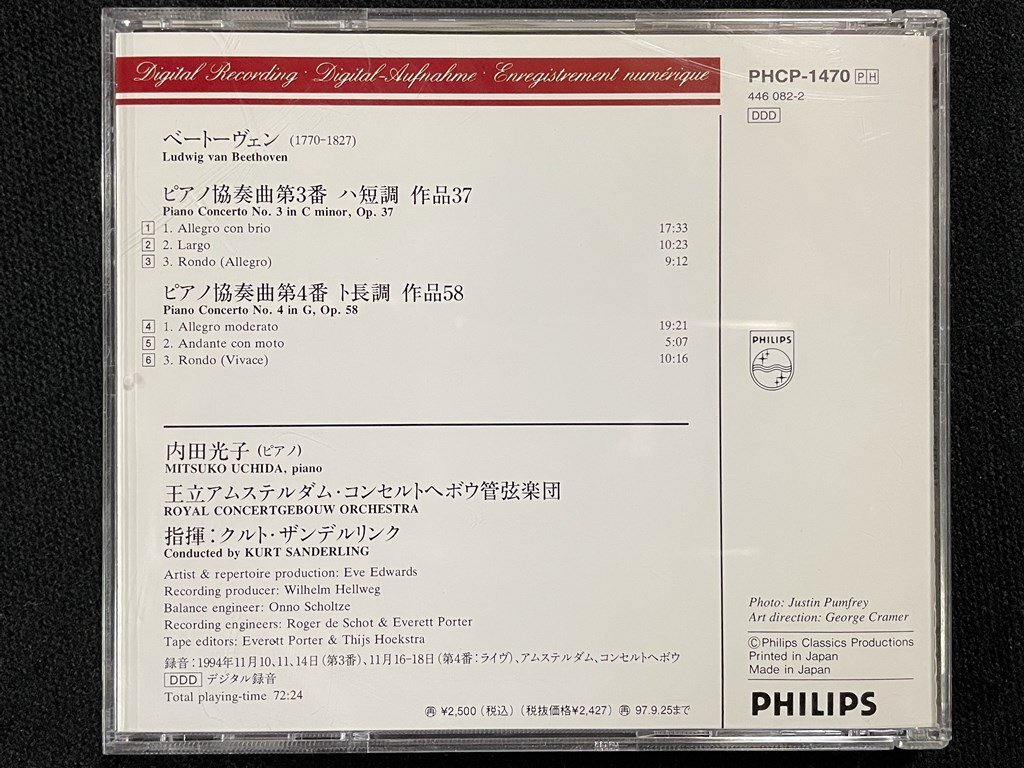 Digital Recording · Digital-Aufnahme · Enregistrement numérique
ベートーヴェン (1770-1827)
Ludwig van Beethoven
ピアノ協奏曲第3番 ハ短調 作品37
Piano Concerto No. 3 in C minor, Op. 37
1 1. Allegro con brio 17:33
2 2. Largo 10:23
3 3. Rondo (Allegro) 9:12
ピアノ協奏曲第4番 ト長調 作品58
Piano Concerto No. 4 in G, Op. 58
4 1. Allegro moderato 19:21
5 2. Andante con moto 5:07
6 3. Rondo (Vivace) 10:16
内田光子 (ピアノ)
MITSUKO UCHIDA, piano
王立アムステルダム・コンセルトヘボウ管弦楽団
ROYAL CONCERTGEBOUW ORCHESTRA
指揮:クルト・ザンデルリンク
Conducted by KURT SANDERLING
Artist & repertoire production: Eve Edwards
Recording producer: Wilhelm Hellweg
Balance engineer: Onno Scholtze
Recording engineers: Roger de Schot & Everett Porter
Tape editors: Everett Porter & Thijs Hoekstra
録音:1994年11月10、11、14日(第3番)、11月16-18日(第4番:ライヴ)、アムステルダム、コンセルトヘボウ
DDD デジタル録音
Total playing-time 72:24
㊢ ¥2,500(税込)(税抜価格¥2,427) ㊢ 97.9.25まで
PHCP-1470 PH
446 082-2
DDD
PHILIPS
Photo: Justin Pumfrey
Art direction: George Cramer
ⒸPhilips Classics Productions
Printed in Japan
Made in Japan
PHILIPS